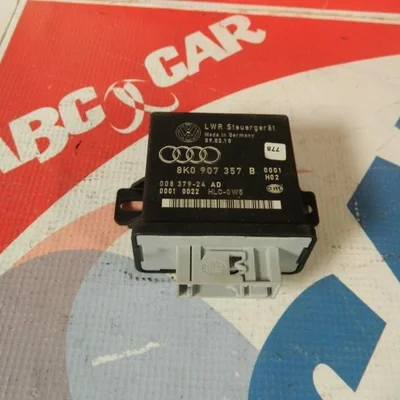 ABC CAR
LWR Steuergerät
Made in Germany
09.02.10
778
8K0 907 357 B
0001
H02
008 379-24 AD
0001 0022 HLC-GW5